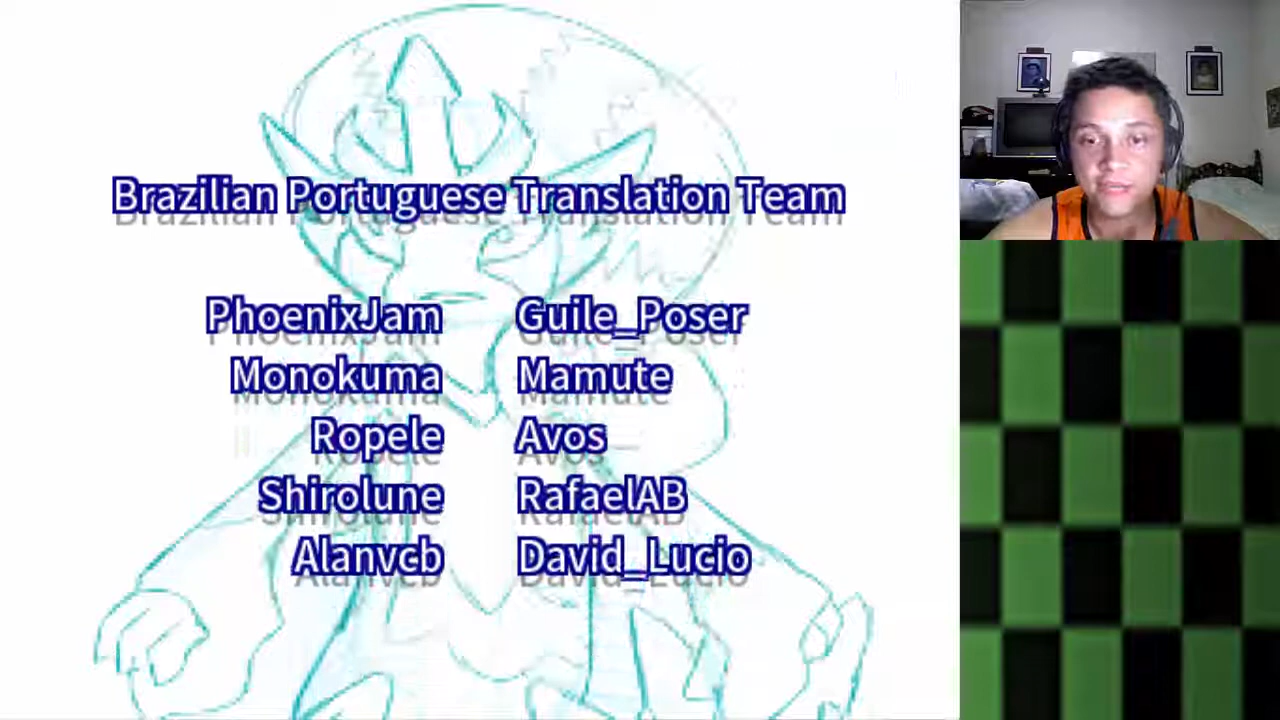 Brazilian Portuguese Translation Team
PhoenixJam Guile_Poser
Monokuma Mamute
Ropele Avos
Shirolune RafaelAB
Alanvcb David_Lucio